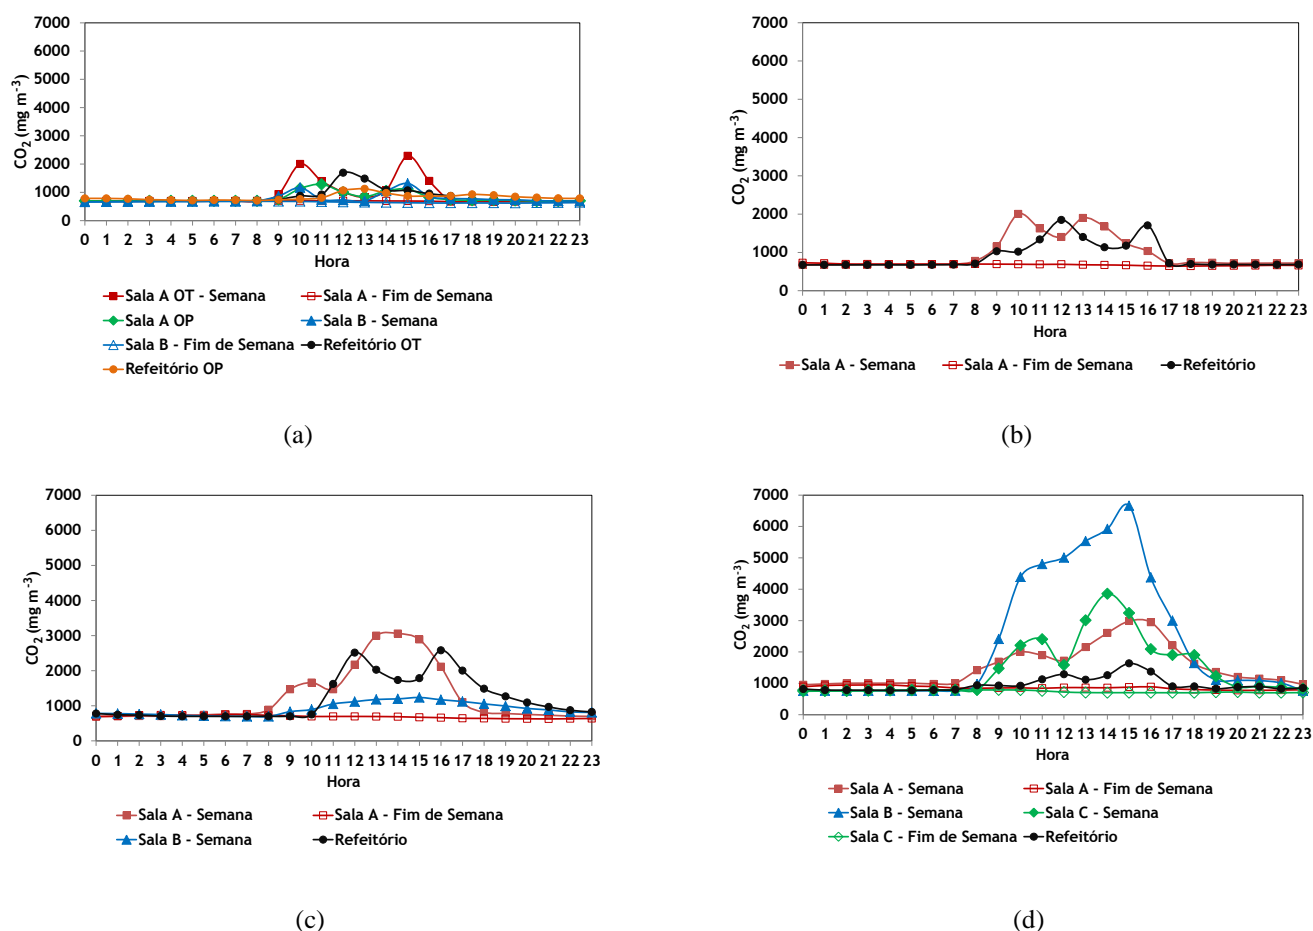 7000
6000
5000
4000
3000
2000
1000
0
CO2 (mg m-3)
0 1 2 3 4 5 6 7 8 9 10 11 12 13 14 15 16 17 18 19 20 21 22 23
Hora
Sala A OT - Semana Sala A - Fim de Semana
Sala A OP Sala B - Semana
Sala B - Fim de Semana Refeitório OT
Refeitório OP
(a)
7000
6000
5000
4000
3000
2000
1000
0
CO2 (mg m-3)
0 1 2 3 4 5 6 7 8 9 10 11 12 13 14 15 16 17 18 19 20 21 22 23
Hora
Sala A - Semana Sala A - Fim de Semana Refeitório
(b)
7000
6000
5000
4000
3000
2000
1000
0
CO2 (mg m-3)
0 1 2 3 4 5 6 7 8 9 10 11 12 13 14 15 16 17 18 19 20 21 22 23
Hora
Sala A - Semana Sala A - Fim de Semana
Sala B - Semana Refeitório
(c)
7000
6000
5000
4000
3000
2000
1000
0
CO2 (mg m-3)
0 1 2 3 4 5 6 7 8 9 10 11 12 13 14 15 16 17 18 19 20 21 22 23
Hora
Sala A - Semana Sala A - Fim de Semana
Sala B - Semana Sala C - Semana
Sala C - Fim de Semana Refeitório
(d)